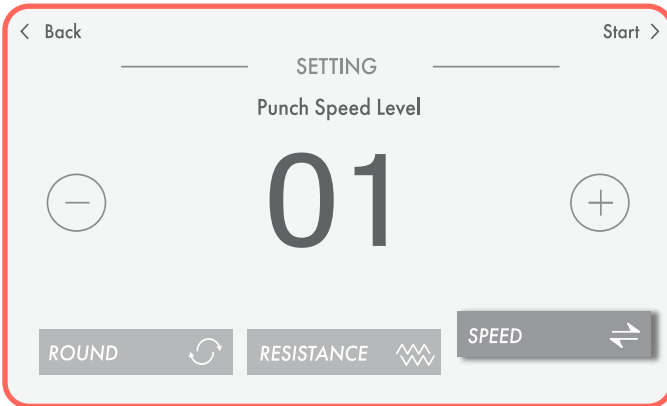 Back
Start
SETTING
Punch Speed Level
01
ROUND
RESISTANCE
SPEED